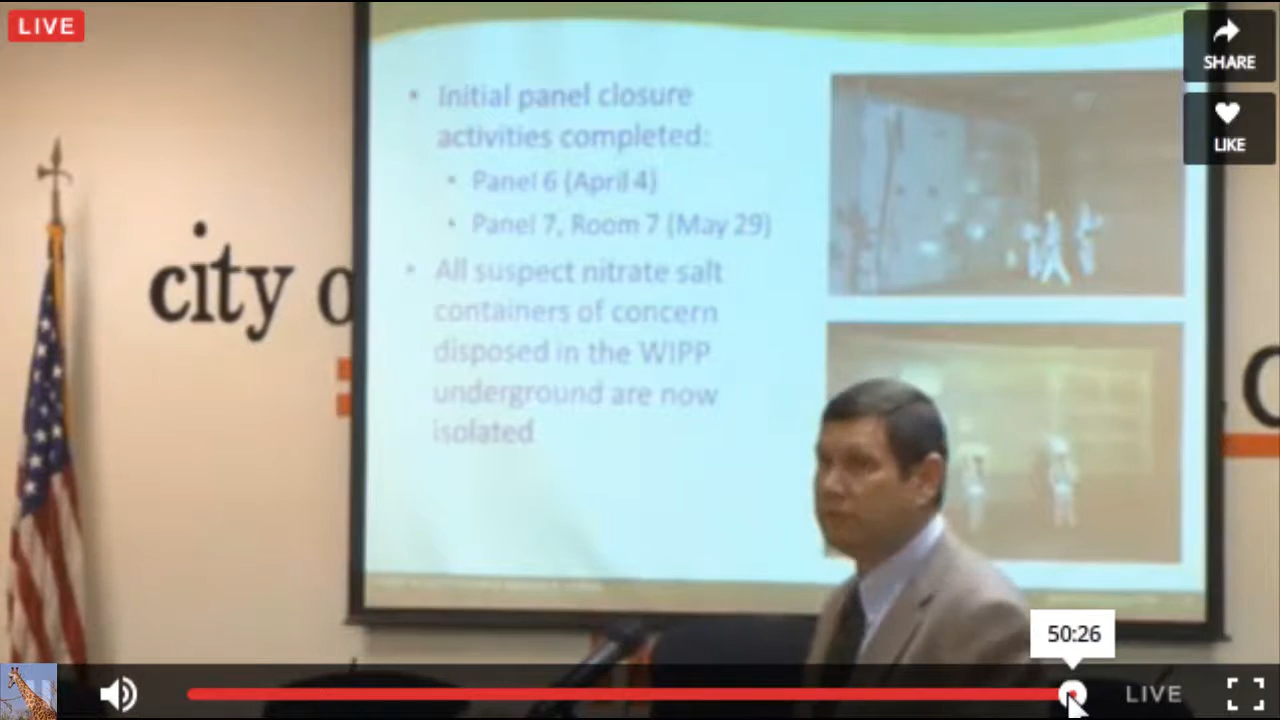 LIVE
SHARE
LIKE
• Initial panel closure
activities completed:
• Panel 6 (April 4)
• Panel 7, Room 7 (May 29)
• All suspect nitrate salt
containers of concern
disposed in the WIPP
underground are now
isolated
city o
50:26
LIVE